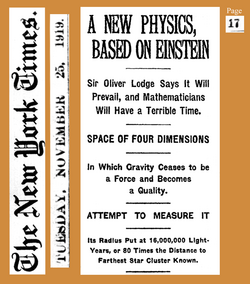 Page
17
The New York Times.
TUESDAY, NOVEMBER 25, 1919.
A NEW PHYSICS,
BASED ON EINSTEIN
Sir Oliver Lodge Says It Will
Prevail, and Mathematicians
Will Have a Terrible Time.
SPACE OF FOUR DIMENSIONS
In Which Gravity Ceases to be
a Force and Becomes
a Quality.
ATTEMPT TO MEASURE IT
Its Radius Put at 16,000,000 Light-
Years, or 80 Times the Distance to
Farthest Star Cluster Known.